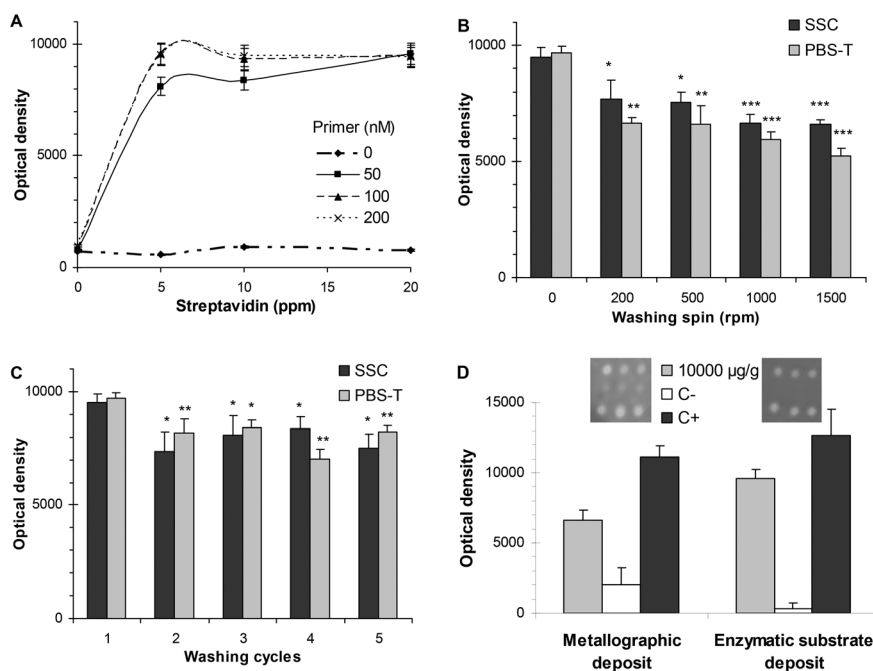 A
Optical density
10000
5000
0
Primer (nM)
0
50
100
200
0
5
10
15
20
Streptavidin (ppm)
B
SSC
PBS-T
Optical density
10000
5000
0
*
**
*
**
***
***
***
***
0
200
500
1000
1500
Washing spin (rpm)
C
SSC
PBS-T
Optical density
10000
5000
0
*
**
*
*
*
**
*
**
1
2
3
4
5
Washing cycles
D
10000 µg/g
C-
C+
Optical density
15000
10000
5000
0
Metallographic
deposit
Enzymatic substrate
deposit